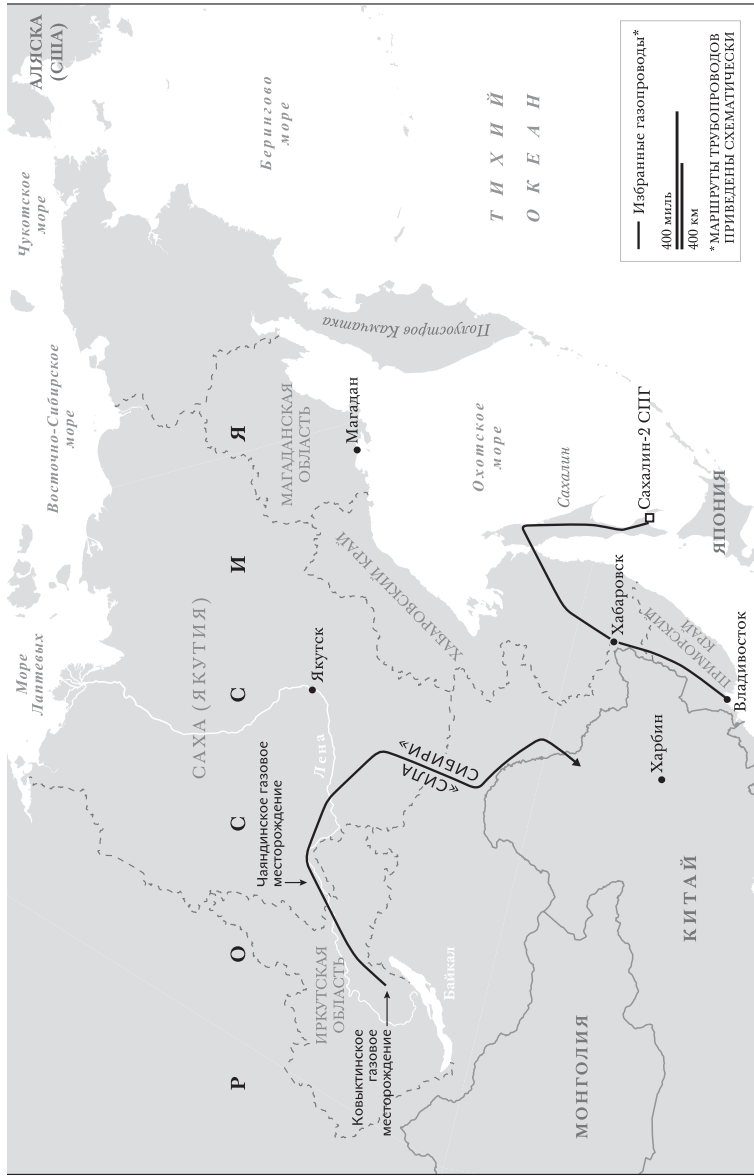 АЛЯСКА
(США)
Чукотское
море
Берингово
море
Восточно-Сибирское
море
Море
Лаптевых
ТИХИЙ
ОКЕАН
РОССИЯ
САХА (ЯКУТИЯ)
МАГАДАНСКАЯ
ОБЛАСТЬ
Магадан
Полуостров Камчатка
Охотское
море
Сахалин
Сахалин-2 СПГ
ХАБАРОВСКИЙ КРАЙ
Якутск
Лена
Чаяндинское газовое
месторождение
«СИЛА
СИБИРИ»
ИРКУТСКАЯ
ОБЛАСТЬ
Ковыктинское
газовое
месторождение
Байкал
Хабаровск
ПРИМОРСКИЙ
КРАЙ
Владивосток
Харбин
ЯПОНИЯ
КИТАЙ
МОНГОЛИЯ
Избранные газопроводы*
400 миль
400 км
*МАРШРУТЫ ТРУБОПРОВОДОВ
ПРИВЕДЕНЫ СХЕМАТИЧЕСКИ